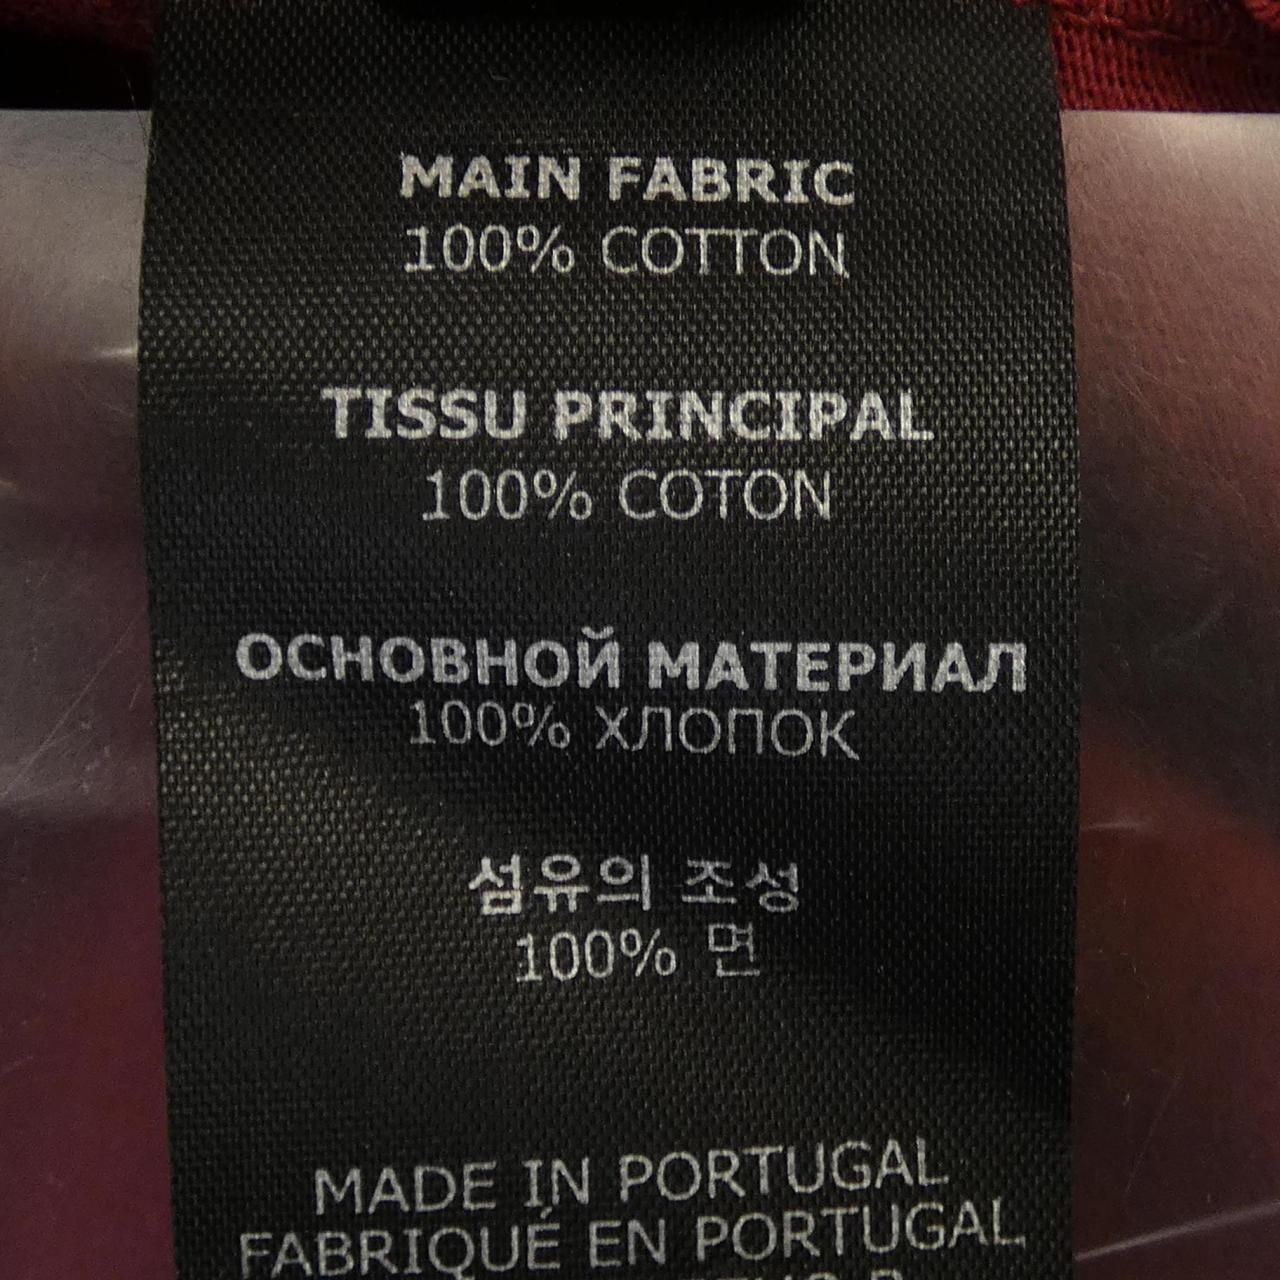 MAIN FABRIC
100% COTTON
TISSU PRINCIPAL
100% COTON
ОСНОВНОЙ МАТЕРИАЛ
100% ХЛОПОК
섬유의 조성
100% 면
MADE IN PORTUGAL
FABRIQUÉ EN PORTUGAL